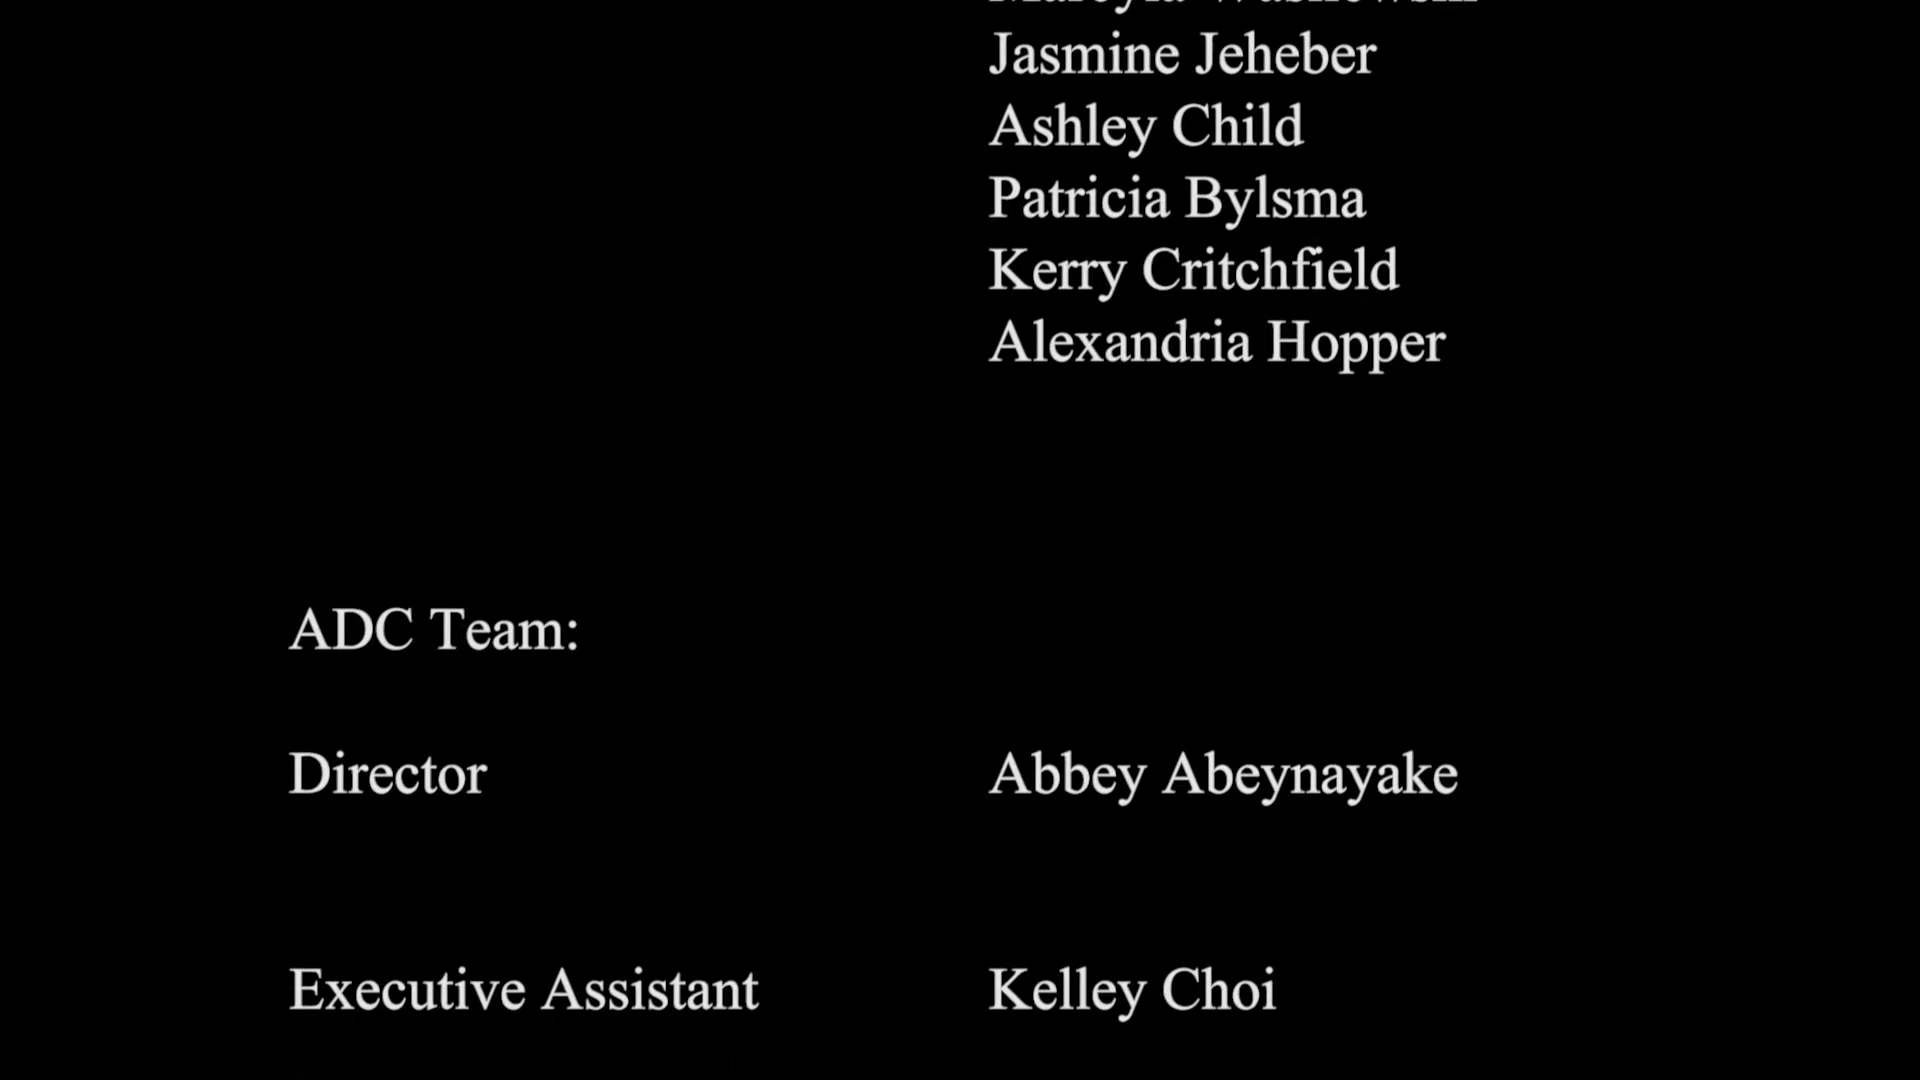 Jasmine Jeheber
Ashley Child
Patricia Bylsma
Kerry Critchfield
Alexandria Hopper
ADC Team:
Director Abbey Abeynayake
Executive Assistant Kelley Choi